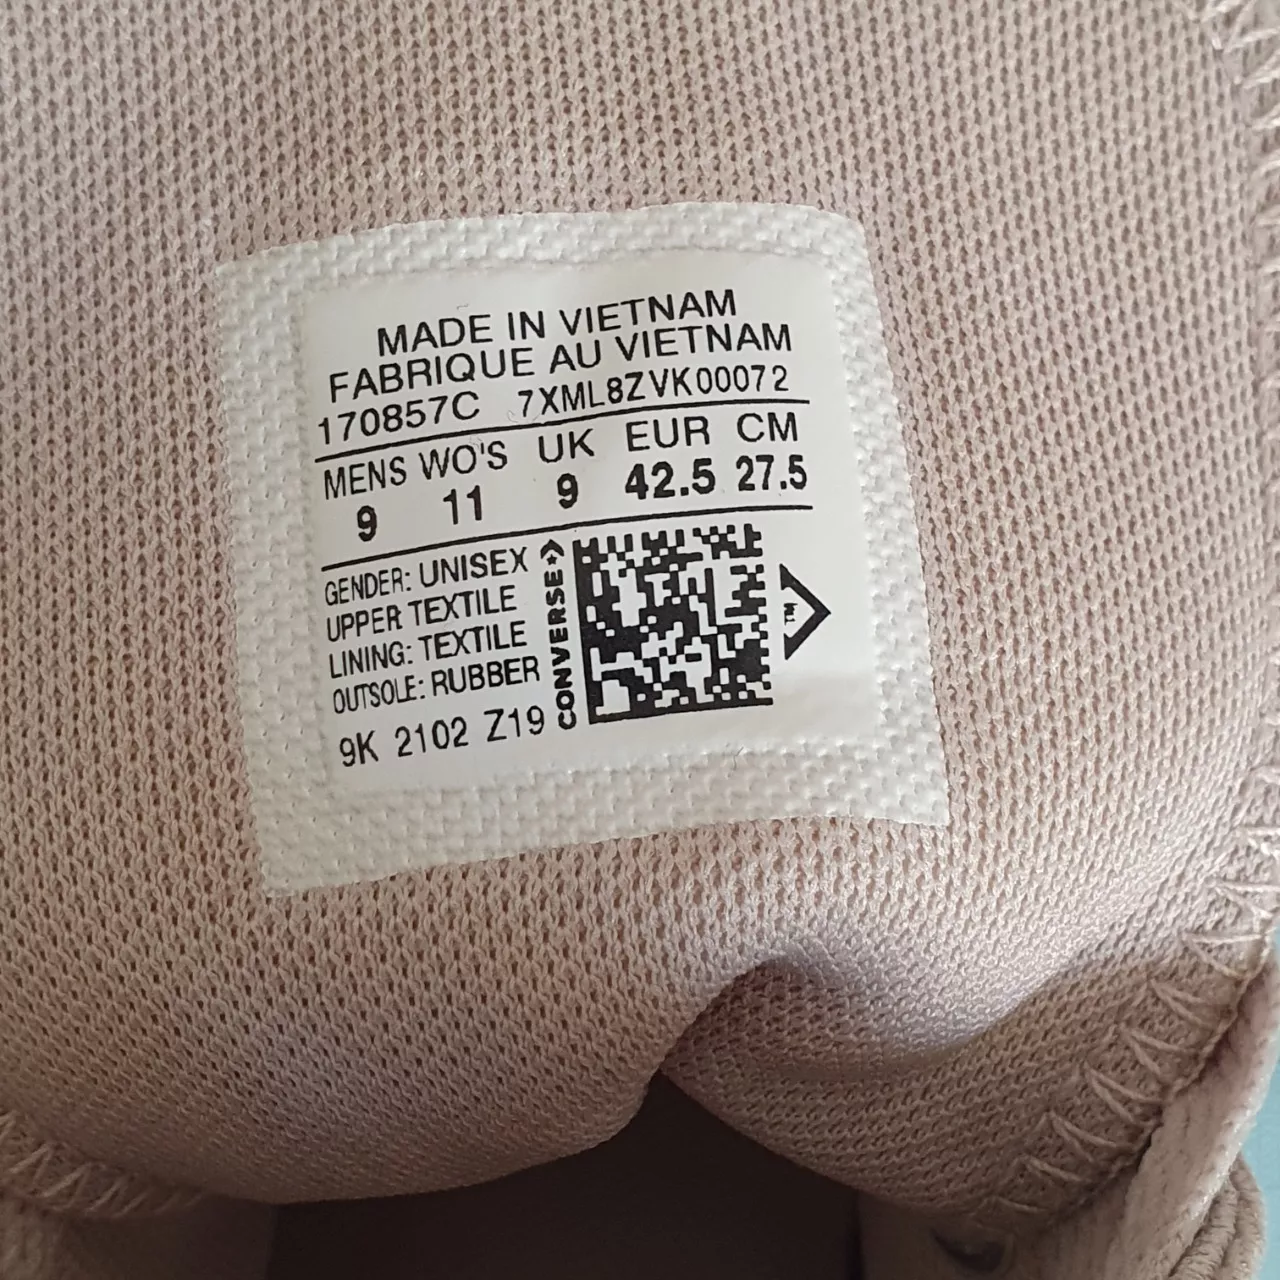 MADE IN VIETNAM
FABRIQUE AU VIETNAM
170857C 7XML8ZVK00072
MENS WO'S UK EUR CM
9 11 9 42.5 27.5
GENDER: UNISEX
UPPER TEXTILE
LINING: TEXTILE
OUTSOLE: RUBBER
9K 2102 Z19
CONVERSE